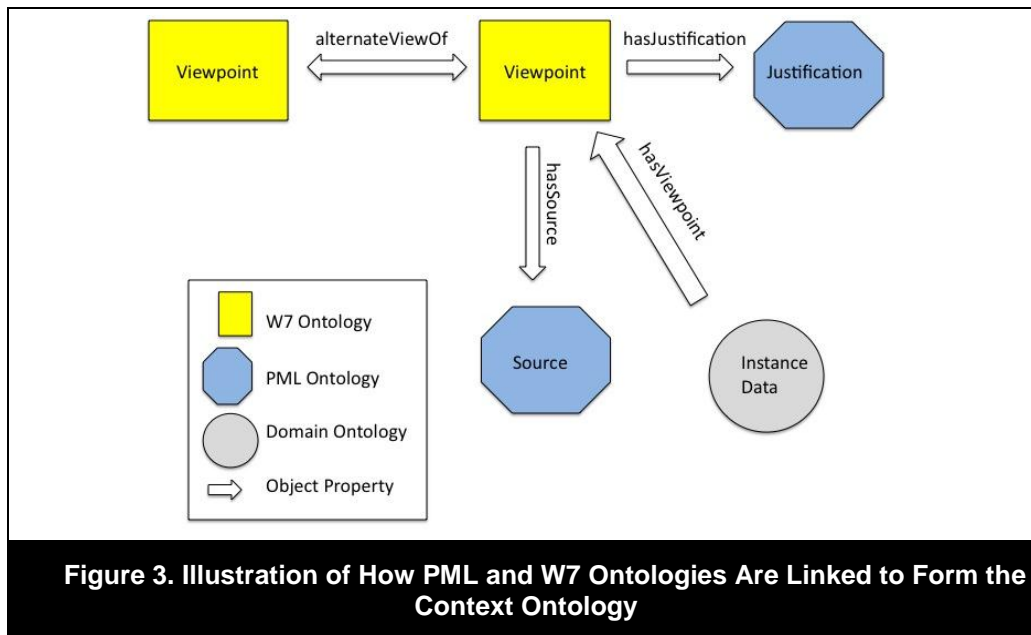 alternateViewOf
hasJustification
Viewpoint
Viewpoint
Justification
hasSource
hasViewpoint
W7 Ontology
PML Ontology
Domain Ontology
Object Property
Source
Instance
Data
Figure 3. Illustration of How PML and W7 Ontologies Are Linked to Form the
Context Ontology